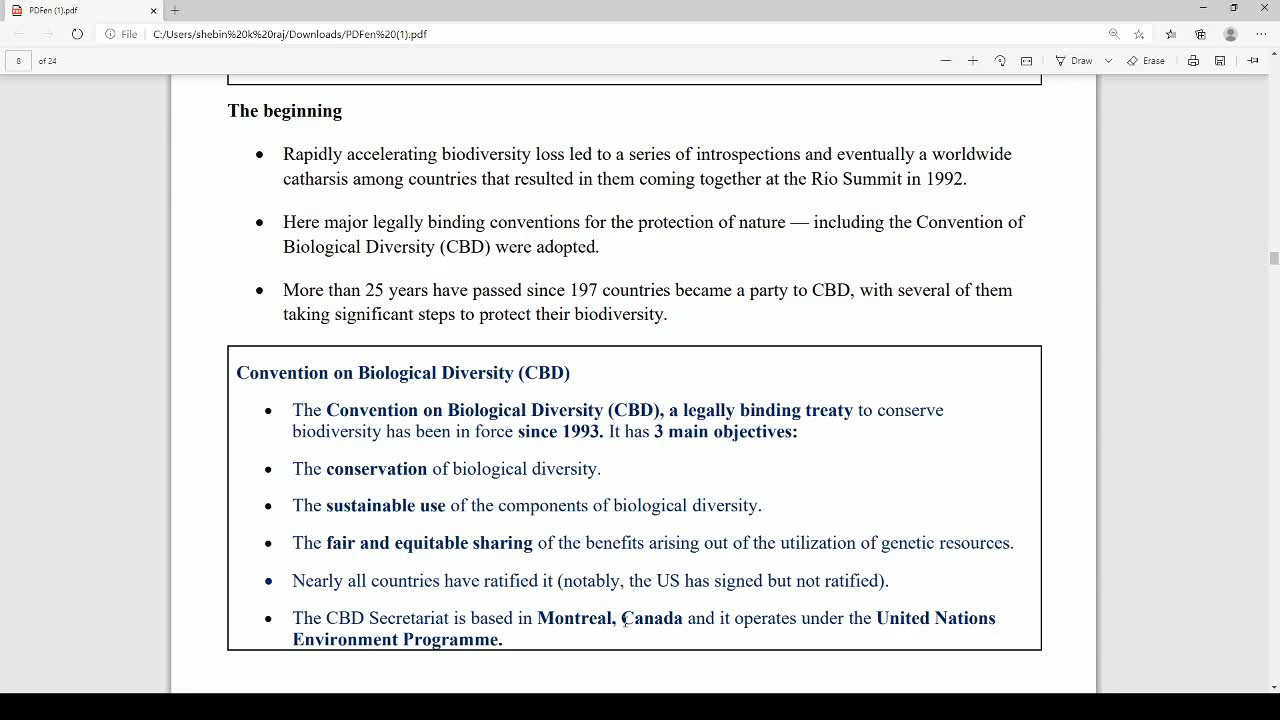 PDFen (1).pdf
File C:/Users/shebin%20k%20raj/Downloads/PDFen%20(1).pdf
8 of 24 Draw Erase
The beginning
• Rapidly accelerating biodiversity loss led to a series of introspections and eventually a worldwide
catharsis among countries that resulted in them coming together at the Rio Summit in 1992.
• Here major legally binding conventions for the protection of nature — including the Convention of
Biological Diversity (CBD) were adopted.
• More than 25 years have passed since 197 countries became a party to CBD, with several of them
taking significant steps to protect their biodiversity.
Convention on Biological Diversity (CBD)
• The Convention on Biological Diversity (CBD), a legally binding treaty to conserve
biodiversity has been in force since 1993. It has 3 main objectives:
• The conservation of biological diversity.
• The sustainable use of the components of biological diversity.
• The fair and equitable sharing of the benefits arising out of the utilization of genetic resources.
• Nearly all countries have ratified it (notably, the US has signed but not ratified).
• The CBD Secretariat is based in Montreal, Canada and it operates under the United Nations
Environment Programme.